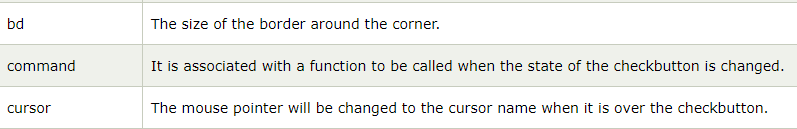 bd The size of the border around the corner.
command It is associated with a function to be called when the state of the checkbutton is changed.
cursor The mouse pointer will be changed to the cursor name when it is over the checkbutton.